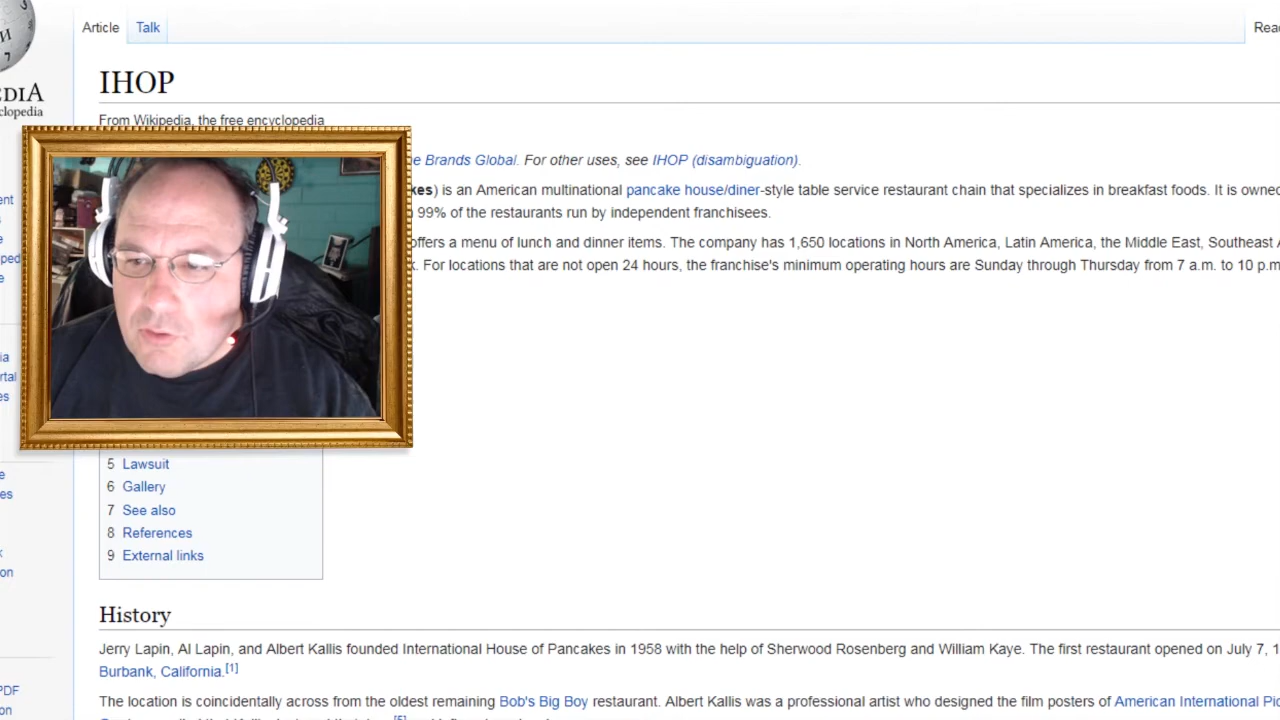 Article Talk Read
IHOP
EDIA
clopedia
From Wikipedia, the free encyclopedia
e Brands Global. For other uses, see IHOP (disambiguation).
kes) is an American multinational pancake house/diner-style table service restaurant chain that specializes in breakfast foods. It is owned
99% of the restaurants run by independent franchisees.
offers a menu of lunch and dinner items. The company has 1,650 locations in North America, Latin America, the Middle East, Southeast A
k. For locations that are not open 24 hours, the franchise's minimum operating hours are Sunday through Thursday from 7 a.m. to 10 p.m
5 Lawsuit
6 Gallery
7 See also
8 References
9 External links
History
Jerry Lapin, Al Lapin, and Albert Kallis founded International House of Pancakes in 1958 with the help of Sherwood Rosenberg and William Kaye. The first restaurant opened on July 7, 1
Burbank, California.[1]
The location is coincidentally across from the oldest remaining Bob's Big Boy restaurant. Albert Kallis was a professional artist who designed the film posters of American International Pic
PDF